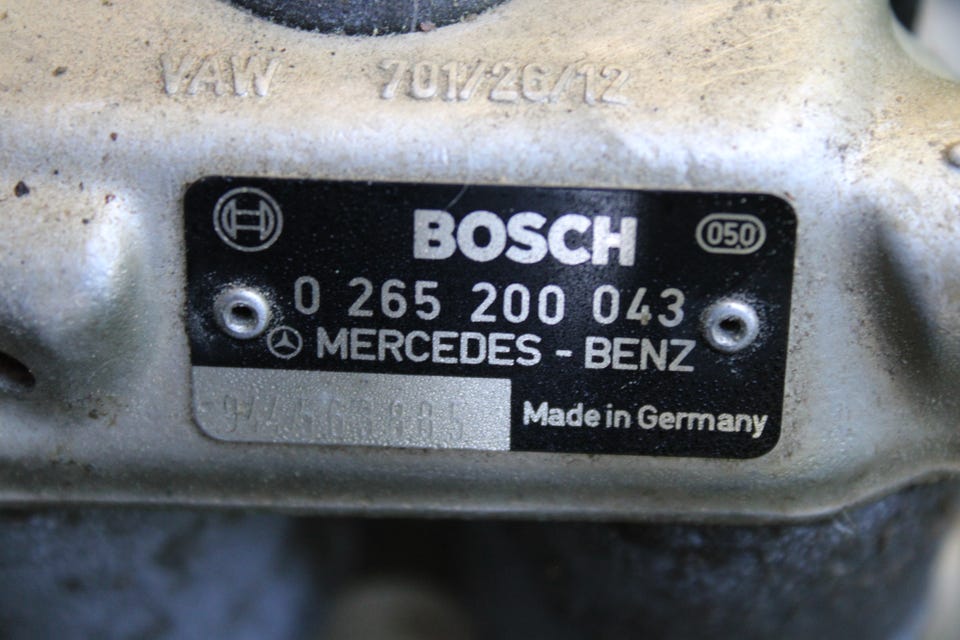 VAW 701/26/12
BOSCH 050
0 265 200 043
MERCEDES - BENZ
Made in Germany